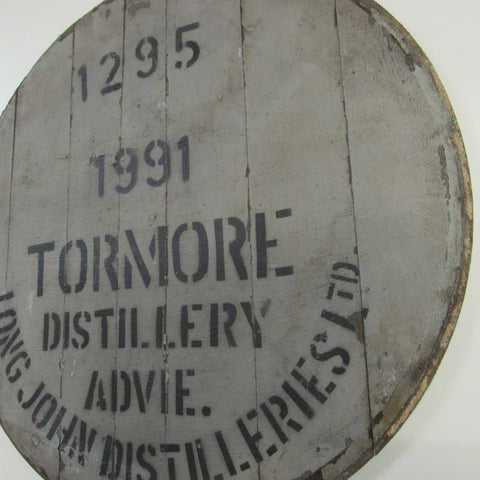 1295
1991
TORMORE
DISTILLERY
ADVIE.
LONG JOHN DISTILLERIES LTD